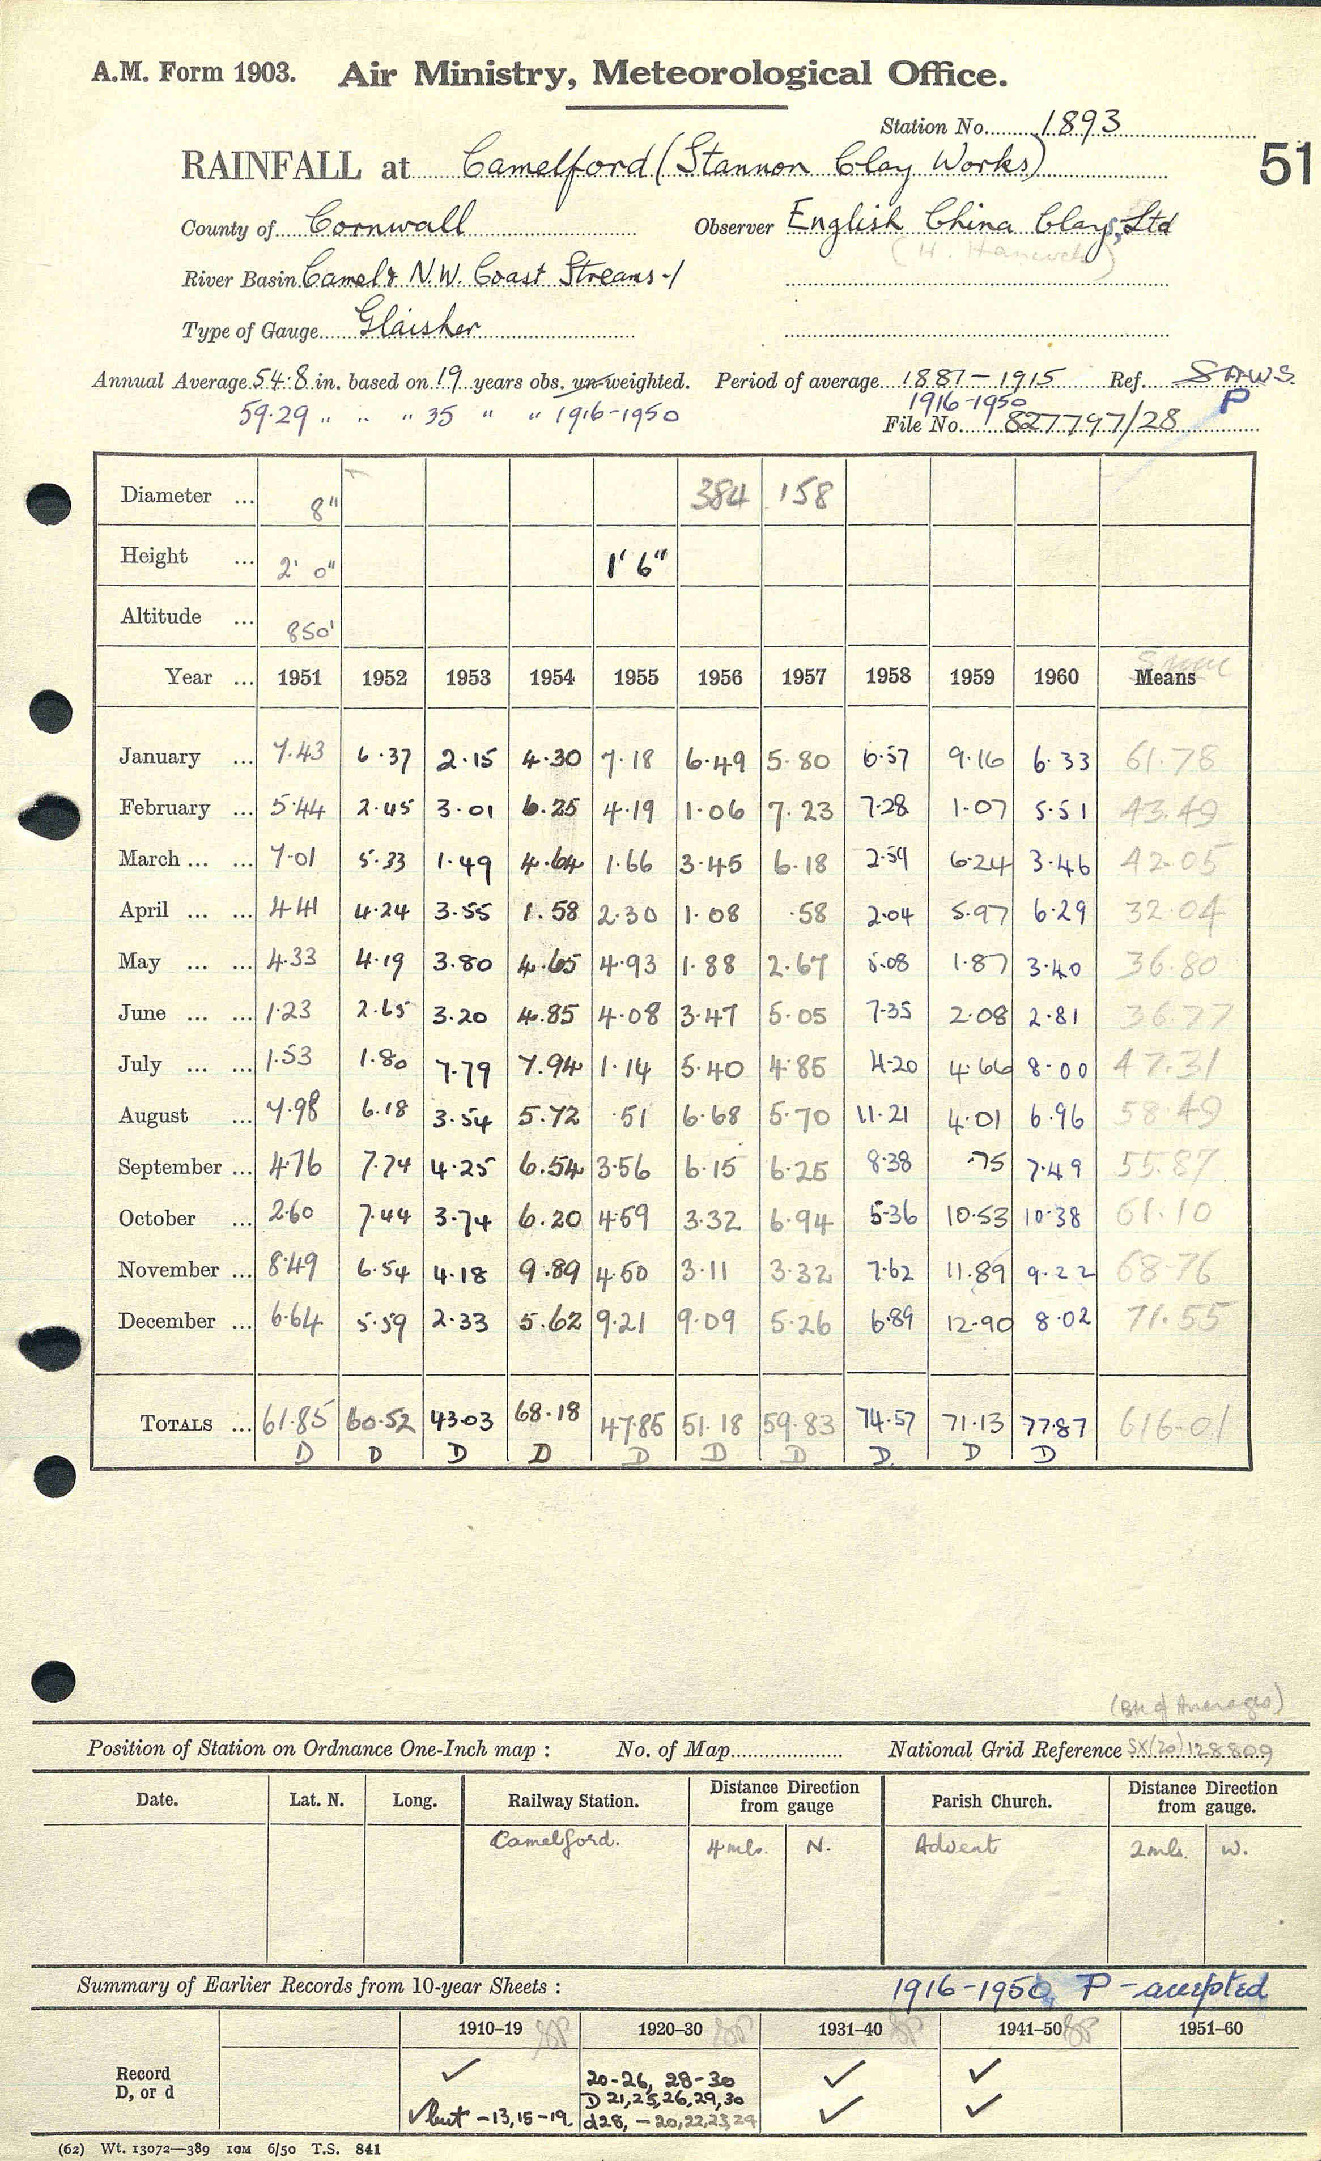 A.M. Form 1903. Air Ministry, Meteorological Office.
Station No. 1893
RAINFALL at Camelford (Stannon Clay Works) 51
County of Cornwall Observer English China Clays, Ltd
River Basin Camel & N.W. Coast Streams -1
Type of Gauge Glaisher
Annual Average 54.8 in. based on 19 years obs. un-weighted. Period of average 1881-1915 Ref. S.A.W.S.
59.29 " " " 35 " " 1916-1950 1916-1950 P
File No. 827797/28
Diameter ... 8" 384 158
Height ... 2' 0" 1' 6"
Altitude ... 850'
Year ... 1951 1952 1953 1954 1955 1956 1957 1958 1959 1960 Means
January ... 7.43 6.37 2.15 4.30 7.18 6.49 5.80 6.57 9.16 6.33 61.78
February ... 5.44 2.45 3.01 6.25 4.19 1.06 7.23 7.28 1.07 5.51 43.49
March ... ... 7.01 5.33 1.49 4.64 1.66 3.45 6.18 2.59 6.24 3.46 42.05
April ... ... 4.41 4.24 3.55 1.58 2.30 1.08 .58 2.04 5.97 6.29 32.04
May ... ... 4.33 4.19 3.80 4.65 4.93 1.88 2.67 5.08 1.87 3.40 36.80
June ... ... 1.23 2.65 3.20 4.85 4.08 3.47 5.05 7.35 2.08 2.81 36.77
July ... ... 1.53 1.80 7.79 7.94 1.14 5.40 4.85 4.20 4.66 8.00 47.31
August ... 7.98 6.18 3.54 5.72 .51 6.68 5.70 11.21 4.01 6.96 58.49
September ... 4.76 7.74 4.25 6.54 3.56 6.15 6.25 8.38 .75 7.49 55.87
October ... 2.60 7.44 3.74 6.20 4.59 3.32 6.94 5.36 10.53 10.38 61.10
November ... 8.49 6.54 4.18 9.89 4.50 3.11 3.32 7.62 11.89 9.22 68.76
December ... 6.64 5.59 2.33 5.62 9.21 9.09 5.26 6.89 12.90 8.02 71.55
TOTALS ... 61.85 60.52 43.03 68.18 47.85 51.18 59.83 74.57 71.13 77.87 616.01
D D D D D D D D D D
(Bk of Averages)
Position of Station on Ordnance One-Inch map : No. of Map National Grid Reference SX(20)128809
Date. Lat. N. Long. Railway Station. Distance Direction from gauge Parish Church. Distance Direction from gauge.
Camelford. 4 mls. N. Advent 2 mls. W.
Summary of Earlier Records from 10-year Sheets : 1916-1950, P - accepted
1910-19 1920-30 1931-40 1941-50 1951-60
Record D, or d ✓ 20-26, 28-30 ✓ ✓
D 21,25,26,29,30
✓ but -13,15-19 d28, -20,22,23,24 ✓ ✓
(62) Wt. 13072—389 IGM 6/50 T.S. 841